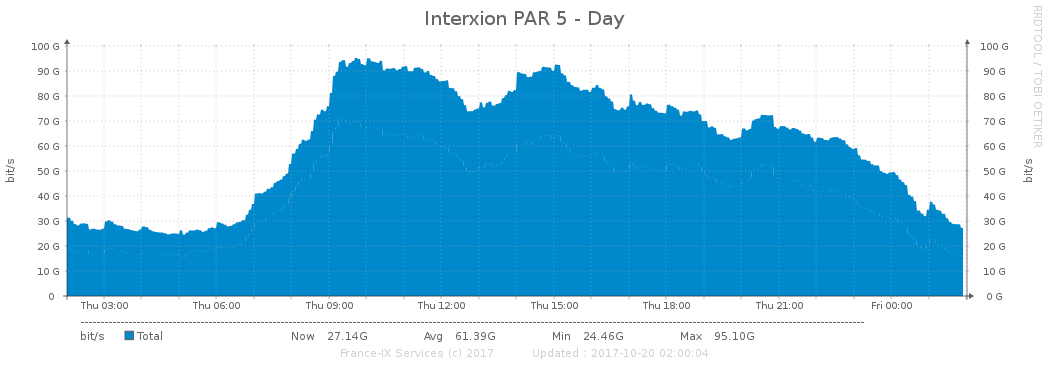 Interxion PAR 5 - Day
RRDTOOL / TOBI OETIKER
100 G 100 G
90 G 90 G
80 G 80 G
70 G 70 G
60 G 60 G
50 G 50 G
40 G 40 G
30 G 30 G
20 G 20 G
10 G 10 G
0 0 G
bit/s
bit/s
Thu 03:00 Thu 06:00 Thu 09:00 Thu 12:00 Thu 15:00 Thu 18:00 Thu 21:00 Fri 00:00
bit/s Total Now 27.14G Avg 61.39G Min 24.46G Max 95.10G
France-IX Services (c) 2017 Updated : 2017-10-20 02:00:04